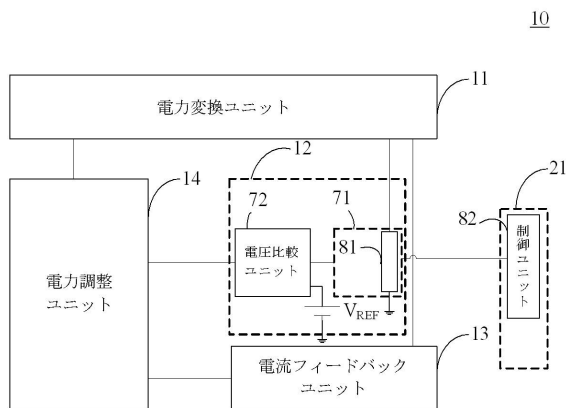 10
電力変換ユニット
11
12
14
72
71
81
21
82
電圧比較
ユニット
制御ユニット
電力調整
ユニット
VREF
13
電流フィードバック
ユニット